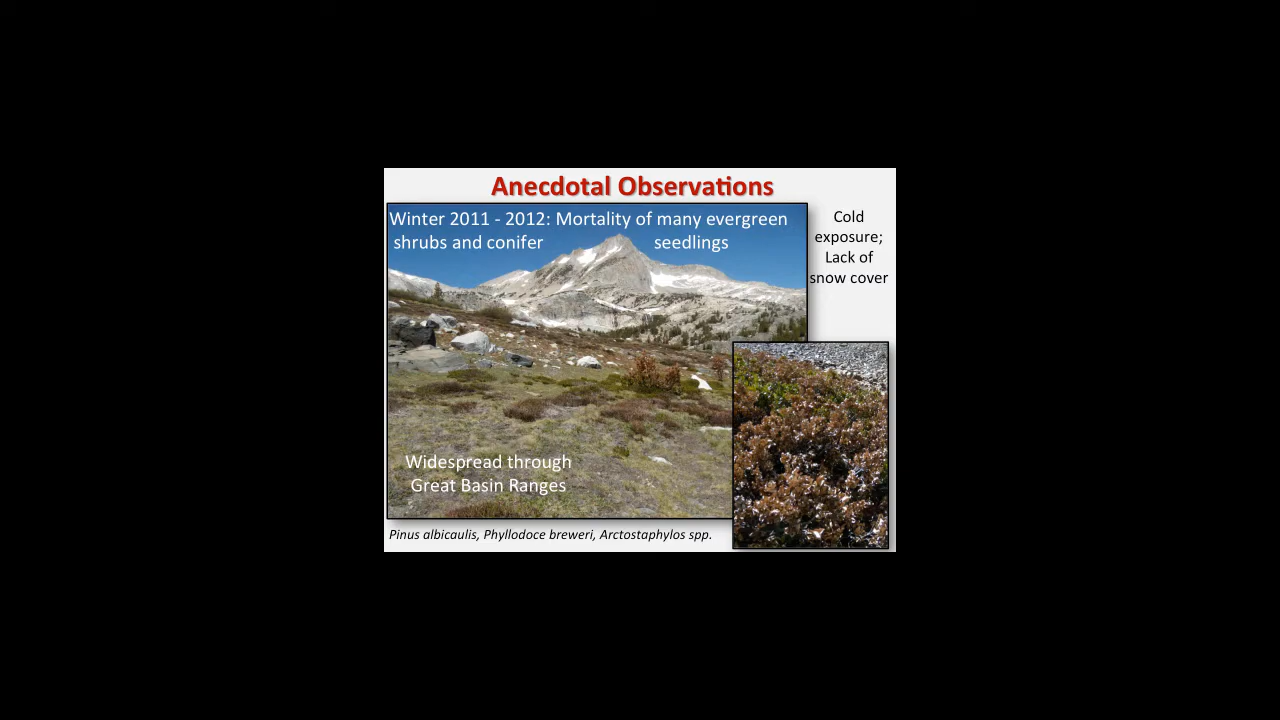 Anecdotal Observations
Winter 2011 - 2012: Mortality of many evergreen
shrubs and conifer seedlings
Cold
exposure;
Lack of
snow cover
Widespread through
Great Basin Ranges
Pinus albicaulis, Phyllodoce breweri, Arctostaphylos spp.